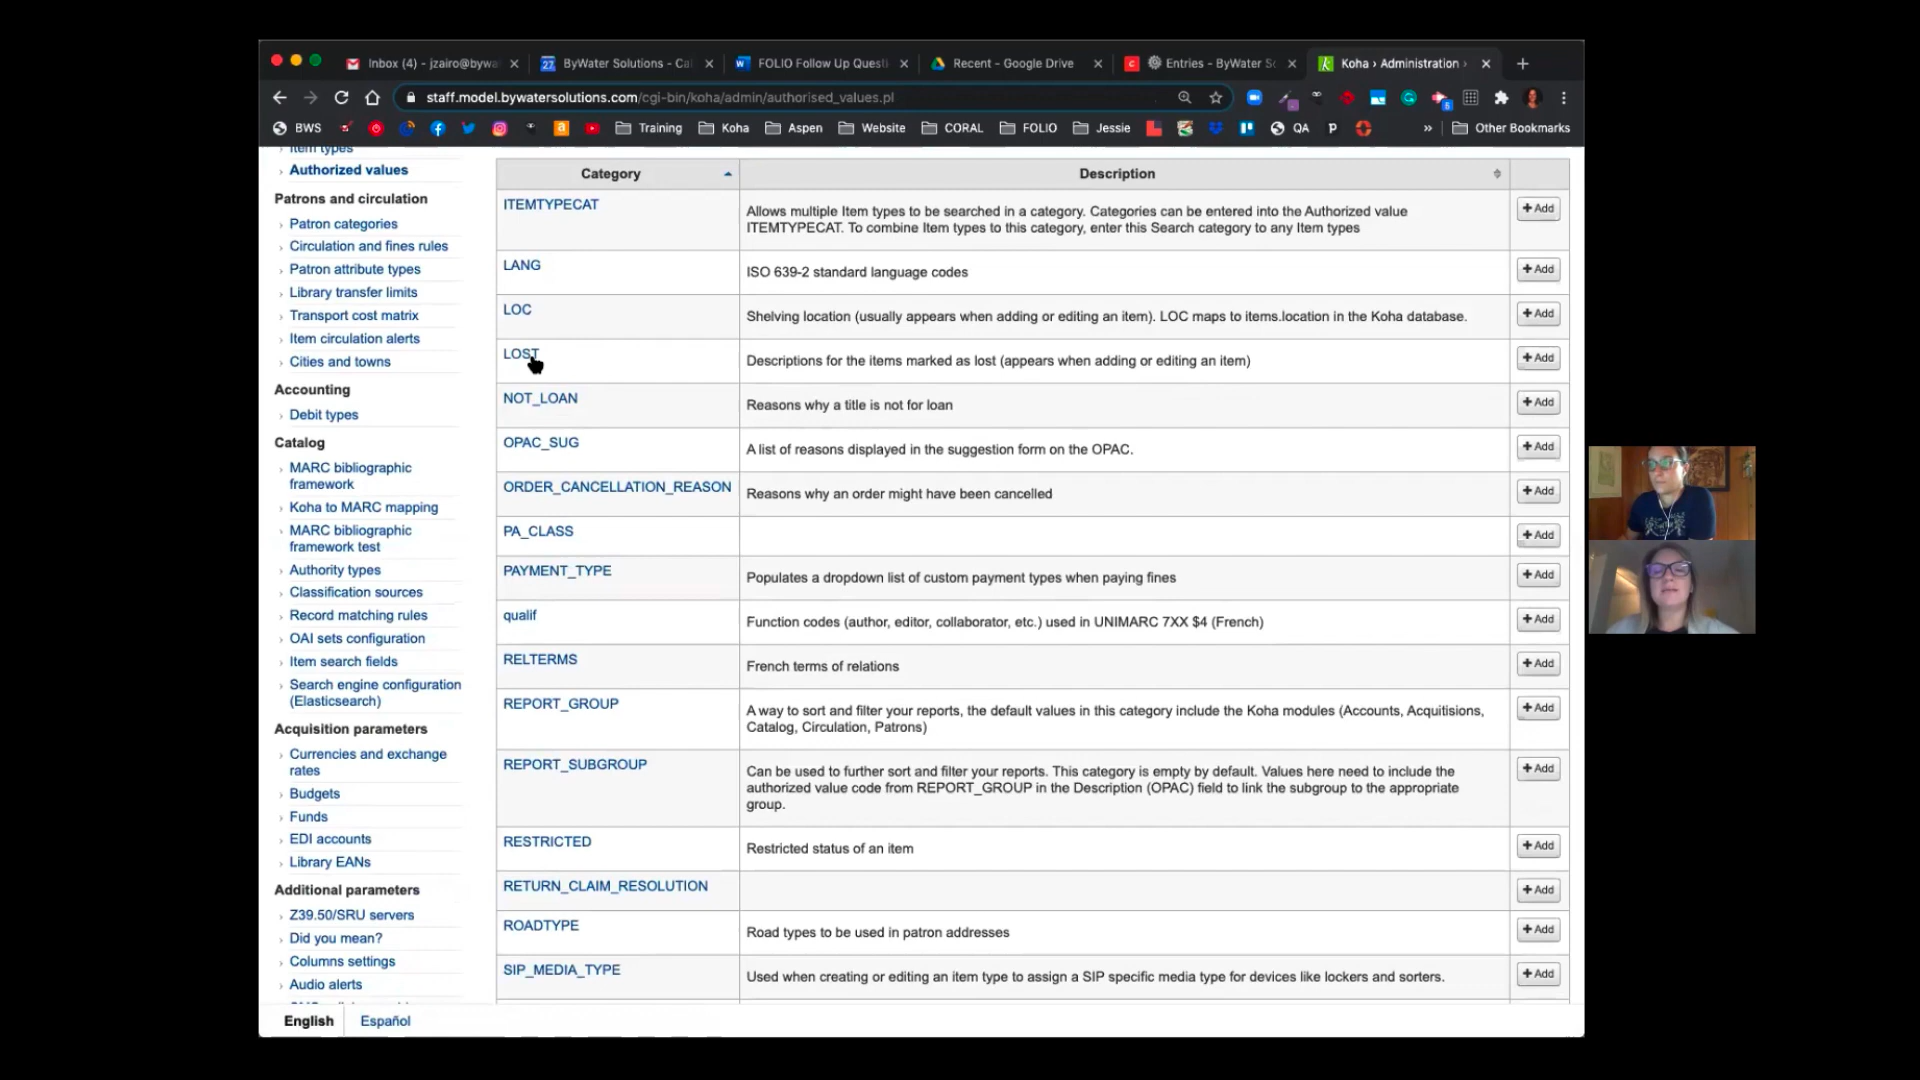 Inbox (4) - jzairo@bywa
ByWater Solutions - Ca
FOLIO Follow Up Questi
Recent - Google Drive
Entries - ByWater So
Koha › Administration ›
staff.model.bywatersolutions.com/cgi-bin/koha/admin/authorised_values.pl
BWS
Training
Koha
Aspen
Website
CORAL
FOLIO
Jessie
QA
»
Other Bookmarks
Item types
Authorized values
Patrons and circulation
Patron categories
Circulation and fines rules
Patron attribute types
Library transfer limits
Transport cost matrix
Item circulation alerts
Cities and towns
Accounting
Debit types
Catalog
MARC bibliographic
framework
Koha to MARC mapping
MARC bibliographic
framework test
Authority types
Classification sources
Record matching rules
OAI sets configuration
Item search fields
Search engine configuration
(Elasticsearch)
Acquisition parameters
Currencies and exchange
rates
Budgets
Funds
EDI accounts
Library EANs
Additional parameters
Z39.50/SRU servers
Did you mean?
Columns settings
Audio alerts
English
Español
Category
Description
ITEMTYPECAT
Allows multiple Item types to be searched in a category. Categories can be entered into the Authorized value
ITEMTYPECAT. To combine Item types to this category, enter this Search category to any Item types
+ Add
LANG
ISO 639-2 standard language codes
+ Add
LOC
Shelving location (usually appears when adding or editing an item). LOC maps to items.location in the Koha database.
+ Add
LOST
Descriptions for the items marked as lost (appears when adding or editing an item)
+ Add
NOT_LOAN
Reasons why a title is not for loan
+ Add
OPAC_SUG
A list of reasons displayed in the suggestion form on the OPAC.
+ Add
ORDER_CANCELLATION_REASON
Reasons why an order might have been cancelled
+ Add
PA_CLASS
+ Add
PAYMENT_TYPE
Populates a dropdown list of custom payment types when paying fines
+ Add
qualif
Function codes (author, editor, collaborator, etc.) used in UNIMARC 7XX $4 (French)
+ Add
RELTERMS
French terms of relations
+ Add
REPORT_GROUP
A way to sort and filter your reports, the default values in this category include the Koha modules (Accounts, Acquitisions,
Catalog, Circulation, Patrons)
+ Add
REPORT_SUBGROUP
Can be used to further sort and filter your reports. This category is empty by default. Values here need to include the
authorized value code from REPORT_GROUP in the Description (OPAC) field to link the subgroup to the appropriate
group.
+ Add
RESTRICTED
Restricted status of an item
+ Add
RETURN_CLAIM_RESOLUTION
+ Add
ROADTYPE
Road types to be used in patron addresses
+ Add
SIP_MEDIA_TYPE
Used when creating or editing an item type to assign a SIP specific media type for devices like lockers and sorters.
+ Add